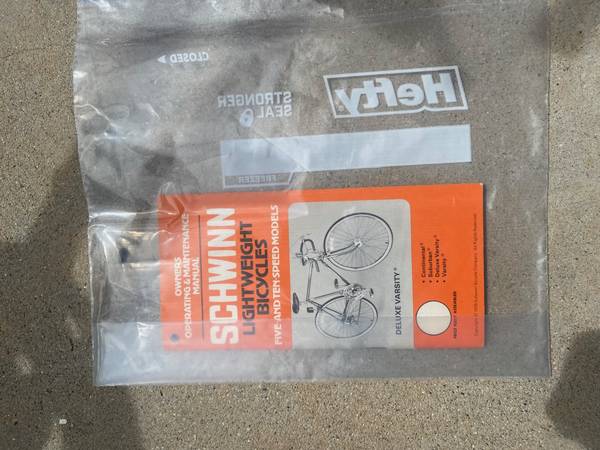 CLOSED
STRONGER
SEAL
Hefty
FREEZER
OWNERS
OPERATING & MAINTENANCE
MANUAL
SCHWINN
LIGHTWEIGHT
BICYCLES
FIVE AND TEN SPEED MODELS
DELUXE VARSITY®
• Continental®
• Suburban®
• Deluxe Varsity®
• Varsity®